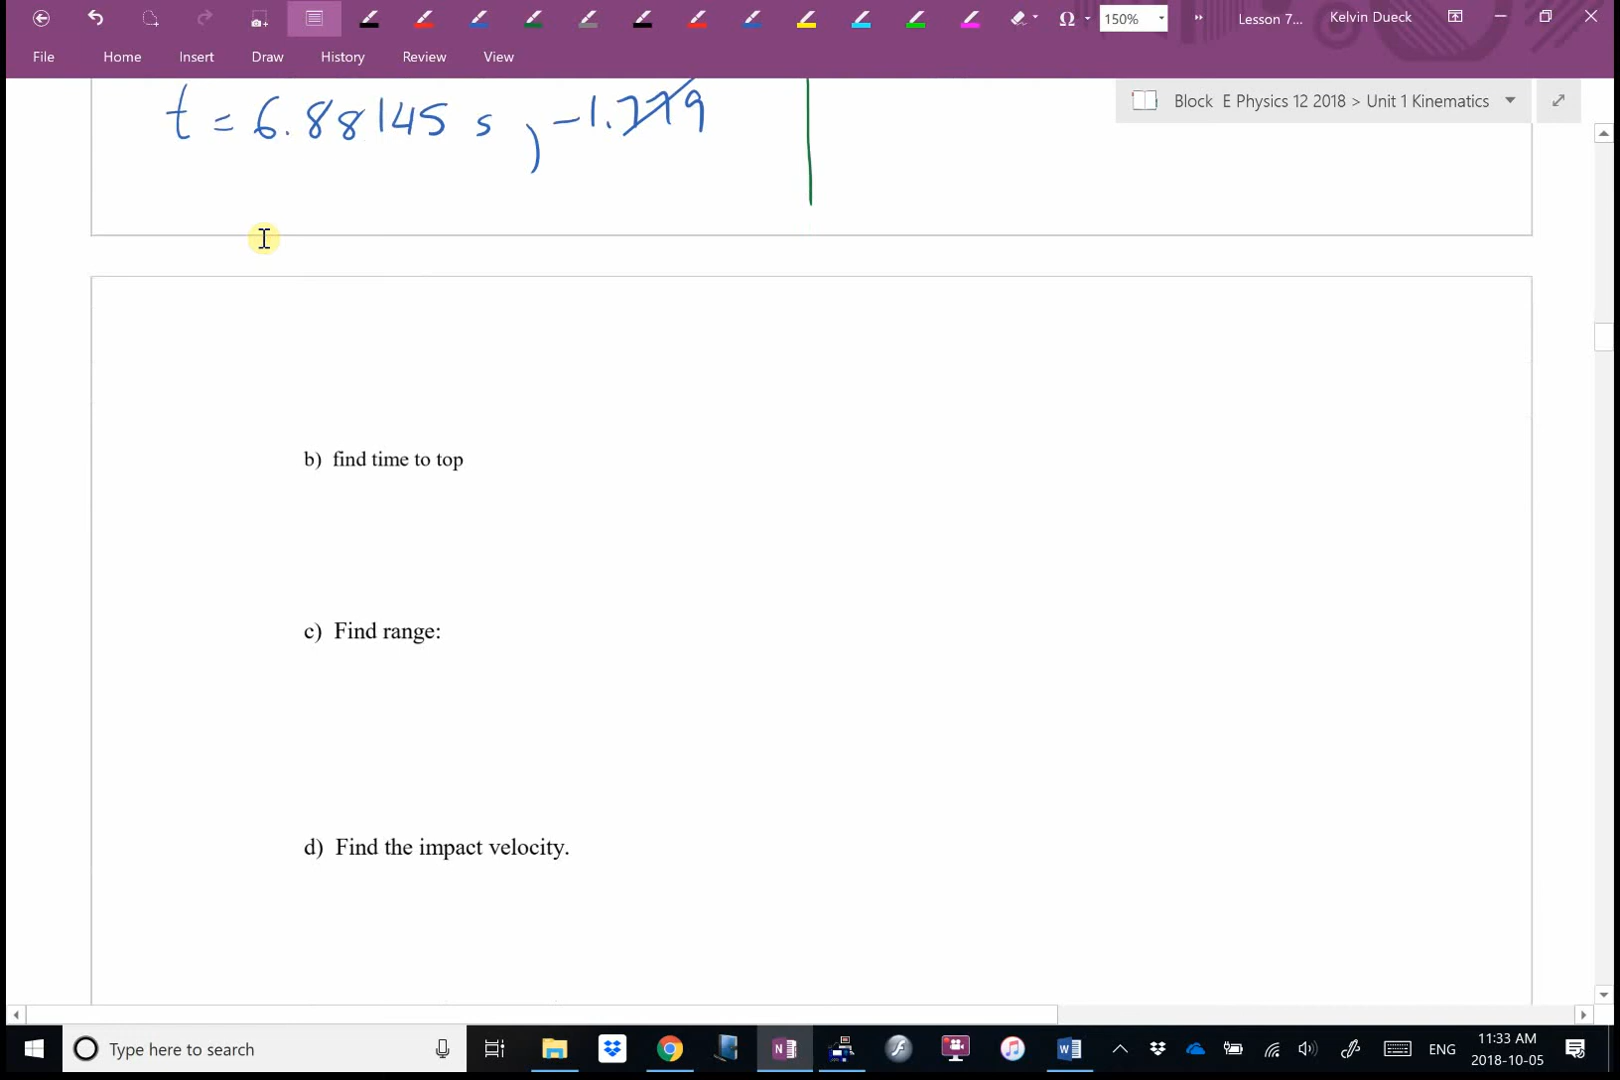 150%
Lesson 7...
Kelvin Dueck
File
Home
Insert
Draw
History
Review
View
Block E Physics 12 2018 > Unit 1 Kinematics
t = 6.88145 s , -1.279
b) find time to top
c) Find range:
d) Find the impact velocity.
Type here to search
ENG
11:33 AM
2018-10-05